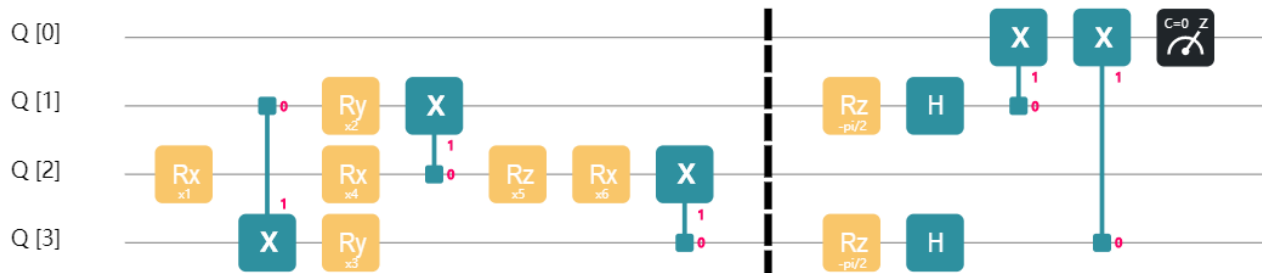 Q [0] X X C=0 Z
1 1
Q [1] 0 Ry x2 X Rz -pi/2 H 0
1
Q [2] Rx x1 Rx x4 0 Rz x5 Rx x6 X
1 1
Q [3] X Ry x3 0 Rz -pi/2 H 0